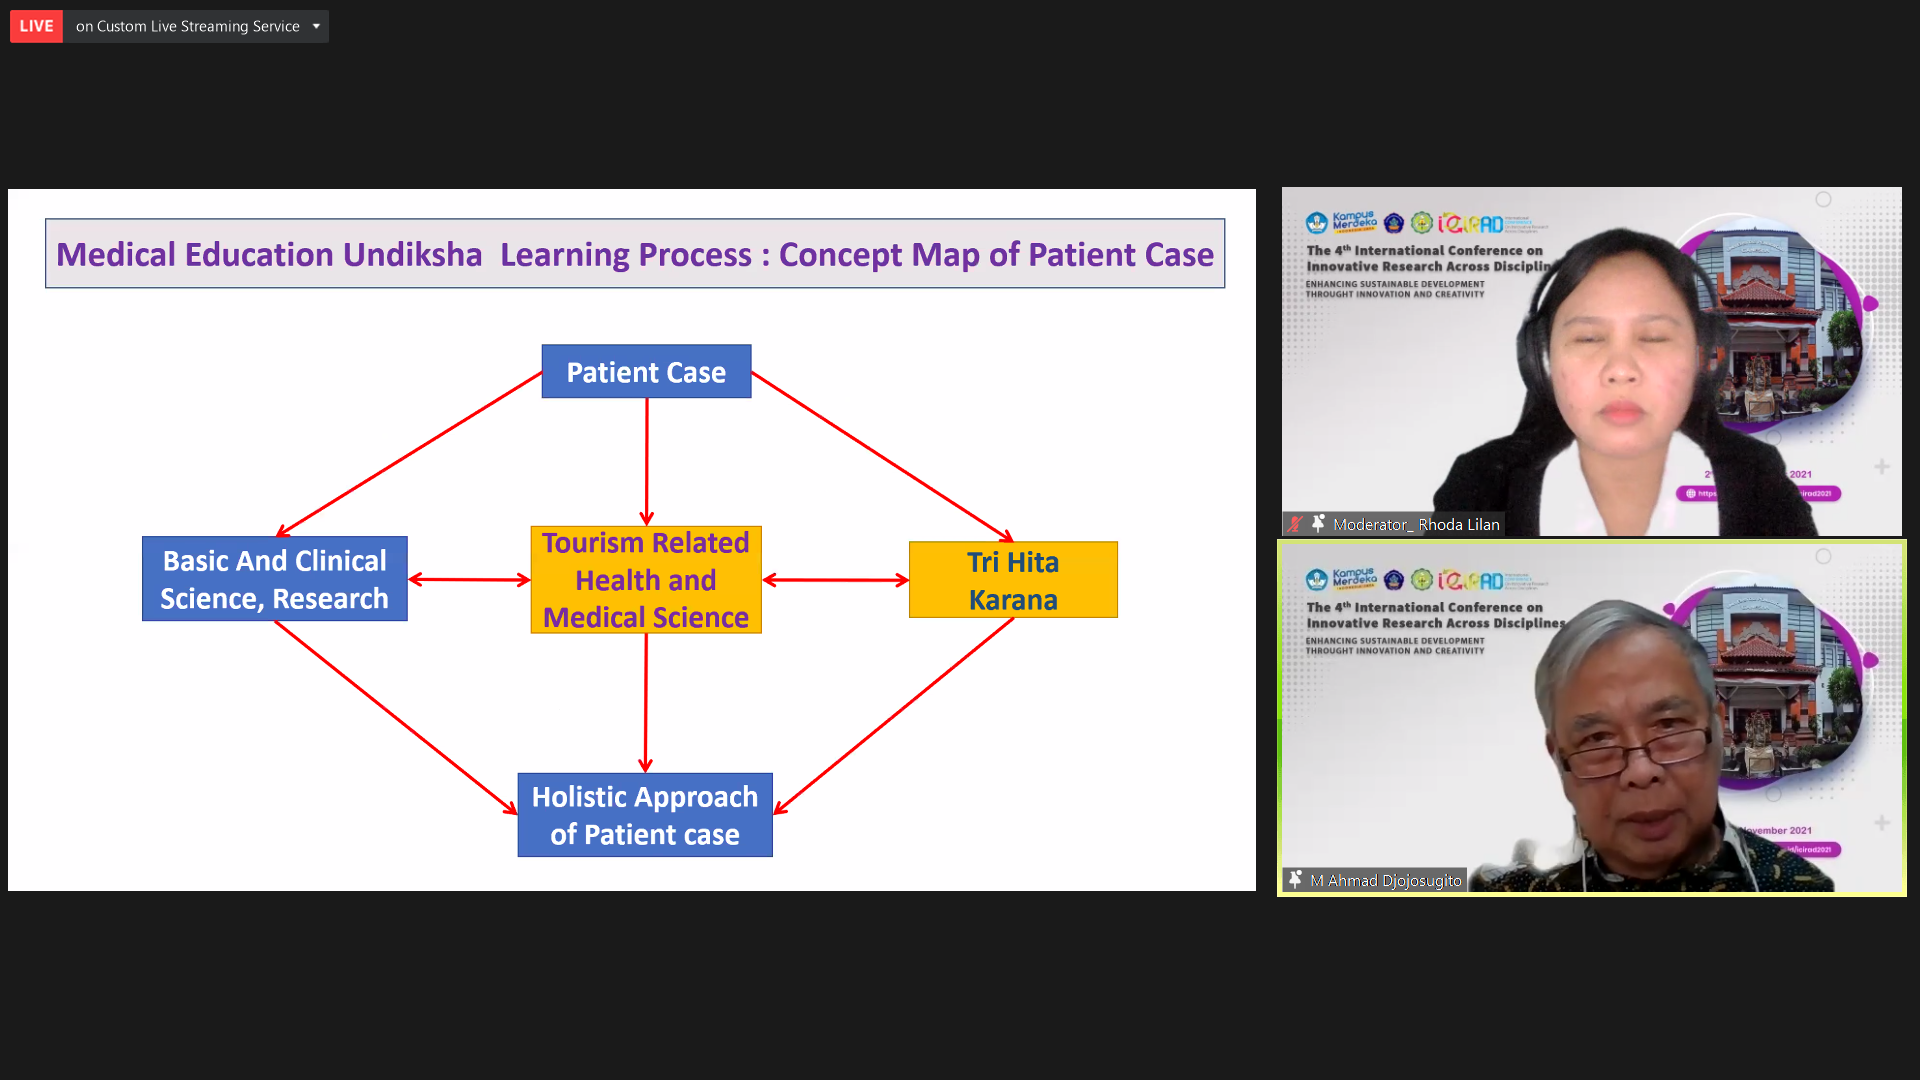 LIVE on Custom Live Streaming Service
Medical Education Undiksha Learning Process : Concept Map of Patient Case
Patient Case
Basic And Clinical
Science, Research
Tourism Related
Health and
Medical Science
Tri Hita
Karana
Holistic Approach
of Patient case
Kampus
Merdeka
iCiRAD
The 4th International Conference on
Innovative Research Across Disciplin
ENHANCING SUSTAINABLE DEVELOPMENT
THROUGHT INNOVATION AND CREATIVITY
2021
Moderator_ Rhoda Lilan
Kampus
Merdeka
iCiRAD
The 4th International Conference on
Innovative Research Across Disciplines
ENHANCING SUSTAINABLE DEVELOPMENT
THROUGHT INNOVATION AND CREATIVITY
November 2021
M Ahmad Djojosugito